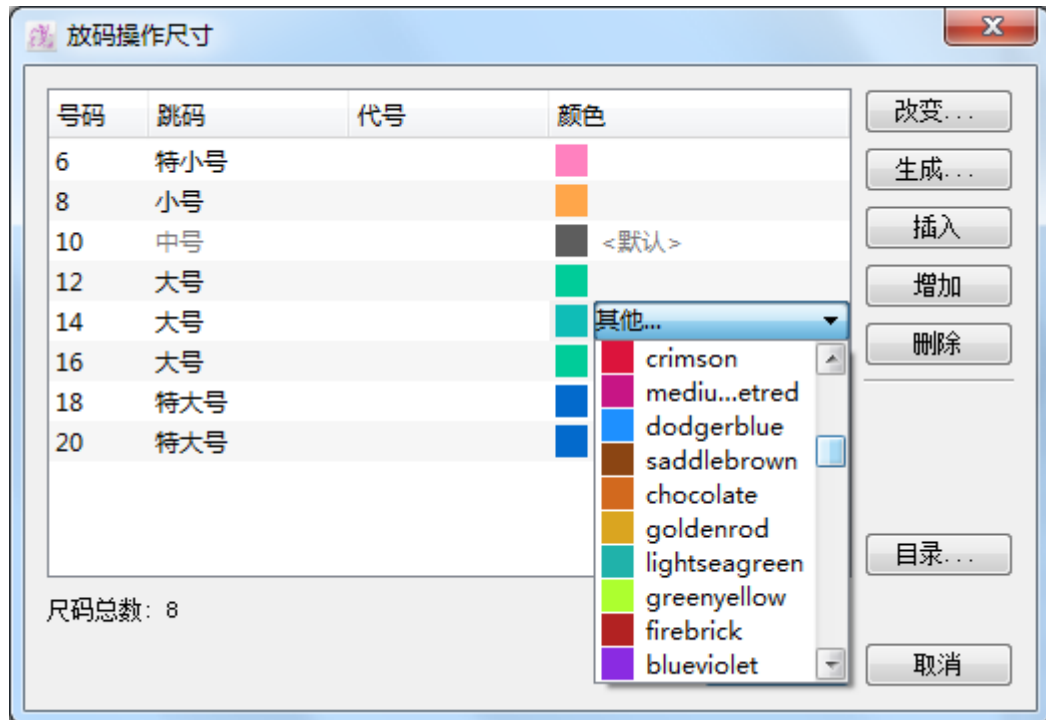 放码操作尺寸
号码 跳码 代号 颜色
6 特小号
8 小号
10 中号 <默认>
12 大号
14 大号 其他...
16 大号
18 特大号
20 特大号
crimson
mediu...etred
dodgerblue
saddlebrown
chocolate
goldenrod
lightseagreen
greenyellow
firebrick
blueviolet
尺码总数: 8
改变...
生成...
插入
增加
删除
目录...
取消